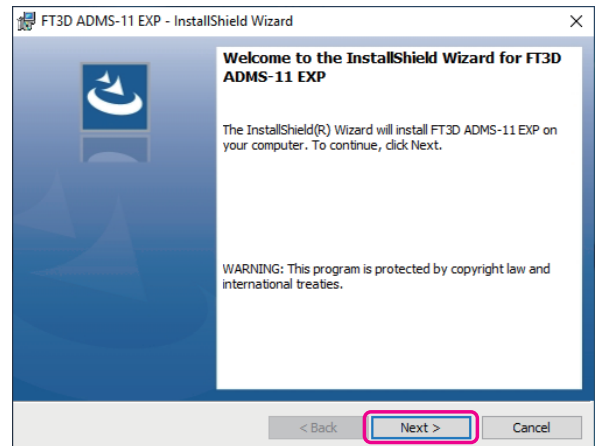 FT3D ADMS-11 EXP - InstallShield Wizard
Welcome to the InstallShield Wizard for FT3D
ADMS-11 EXP
The InstallShield(R) Wizard will install FT3D ADMS-11 EXP on
your computer. To continue, click Next.
WARNING: This program is protected by copyright law and
international treaties.
< Back Next > Cancel